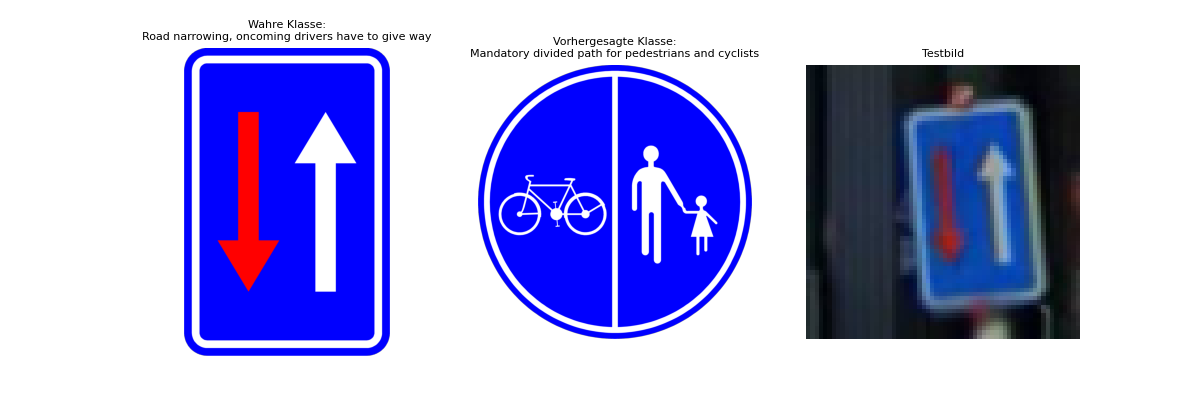 Wahre Klasse:
Road narrowing, oncoming drivers have to give way
Vorhergesagte Klasse:
Mandatory divided path for pedestrians and cyclists
Testbild